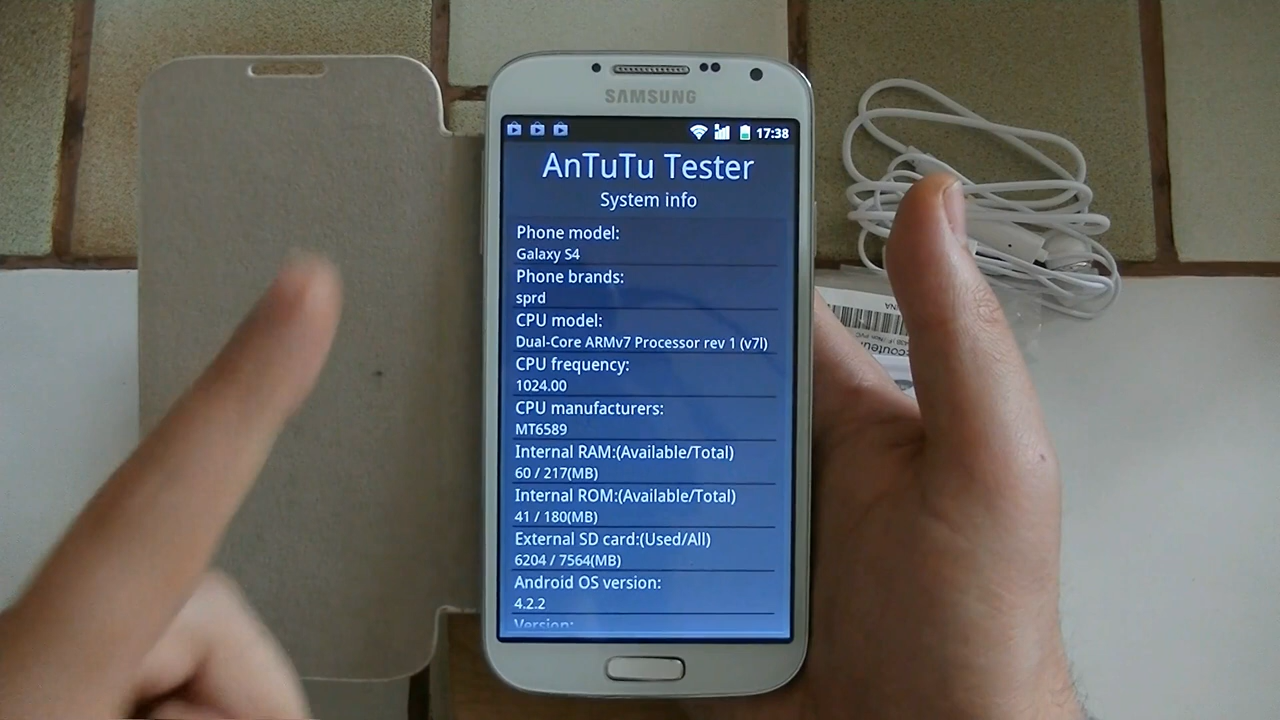 SAMSUNG
17:38
AnTuTu Tester
System info
Phone model:
Galaxy S4
Phone brands:
sprd
CPU model:
Dual-Core ARMv7 Processor rev 1 (v7l)
CPU frequency:
1024.00
CPU manufacturers:
MT6589
Internal RAM:(Available/Total)
60 / 217(MB)
Internal ROM:(Available/Total)
41 / 180(MB)
External SD card:(Used/All)
6204 / 7564(MB)
Android OS version:
4.2.2
Version: